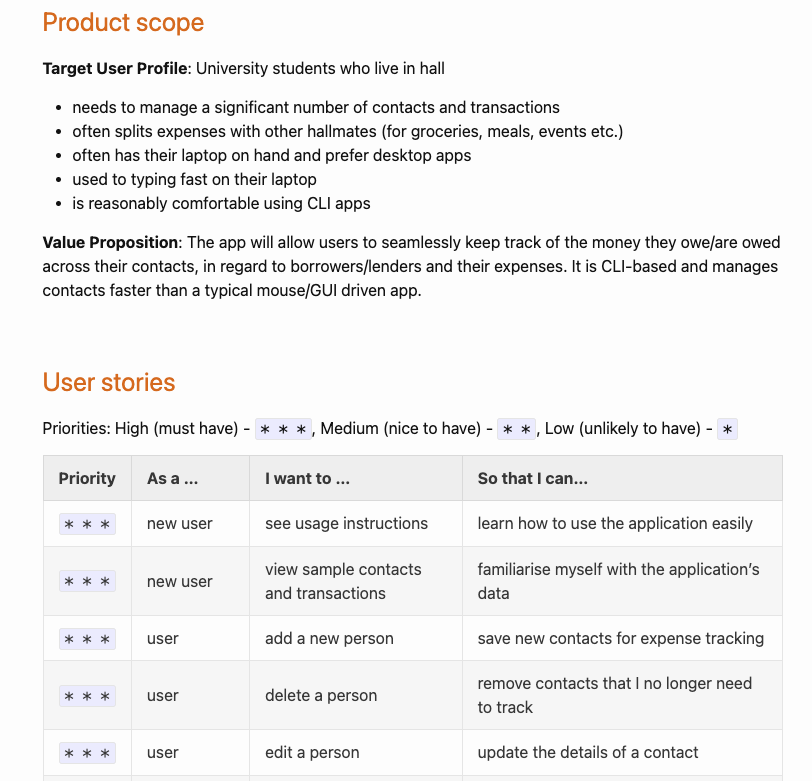 Product scope
Target User Profile: University students who live in hall
• needs to manage a significant number of contacts and transactions
• often splits expenses with other hallmates (for groceries, meals, events etc.)
• often has their laptop on hand and prefer desktop apps
• used to typing fast on their laptop
• is reasonably comfortable using CLI apps
Value Proposition: The app will allow users to seamlessly keep track of the money they owe/are owed
across their contacts, in regard to borrowers/lenders and their expenses. It is CLI-based and manages
contacts faster than a typical mouse/GUI driven app.
User stories
Priorities: High (must have) - * * *, Medium (nice to have) - * *, Low (unlikely to have) - *
Priority As a ... I want to ... So that I can...
* * * new user see usage instructions learn how to use the application easily
* * * new user view sample contacts and transactions familiarise myself with the application’s data
* * * user add a new person save new contacts for expense tracking
* * * user delete a person remove contacts that I no longer need to track
* * * user edit a person update the details of a contact